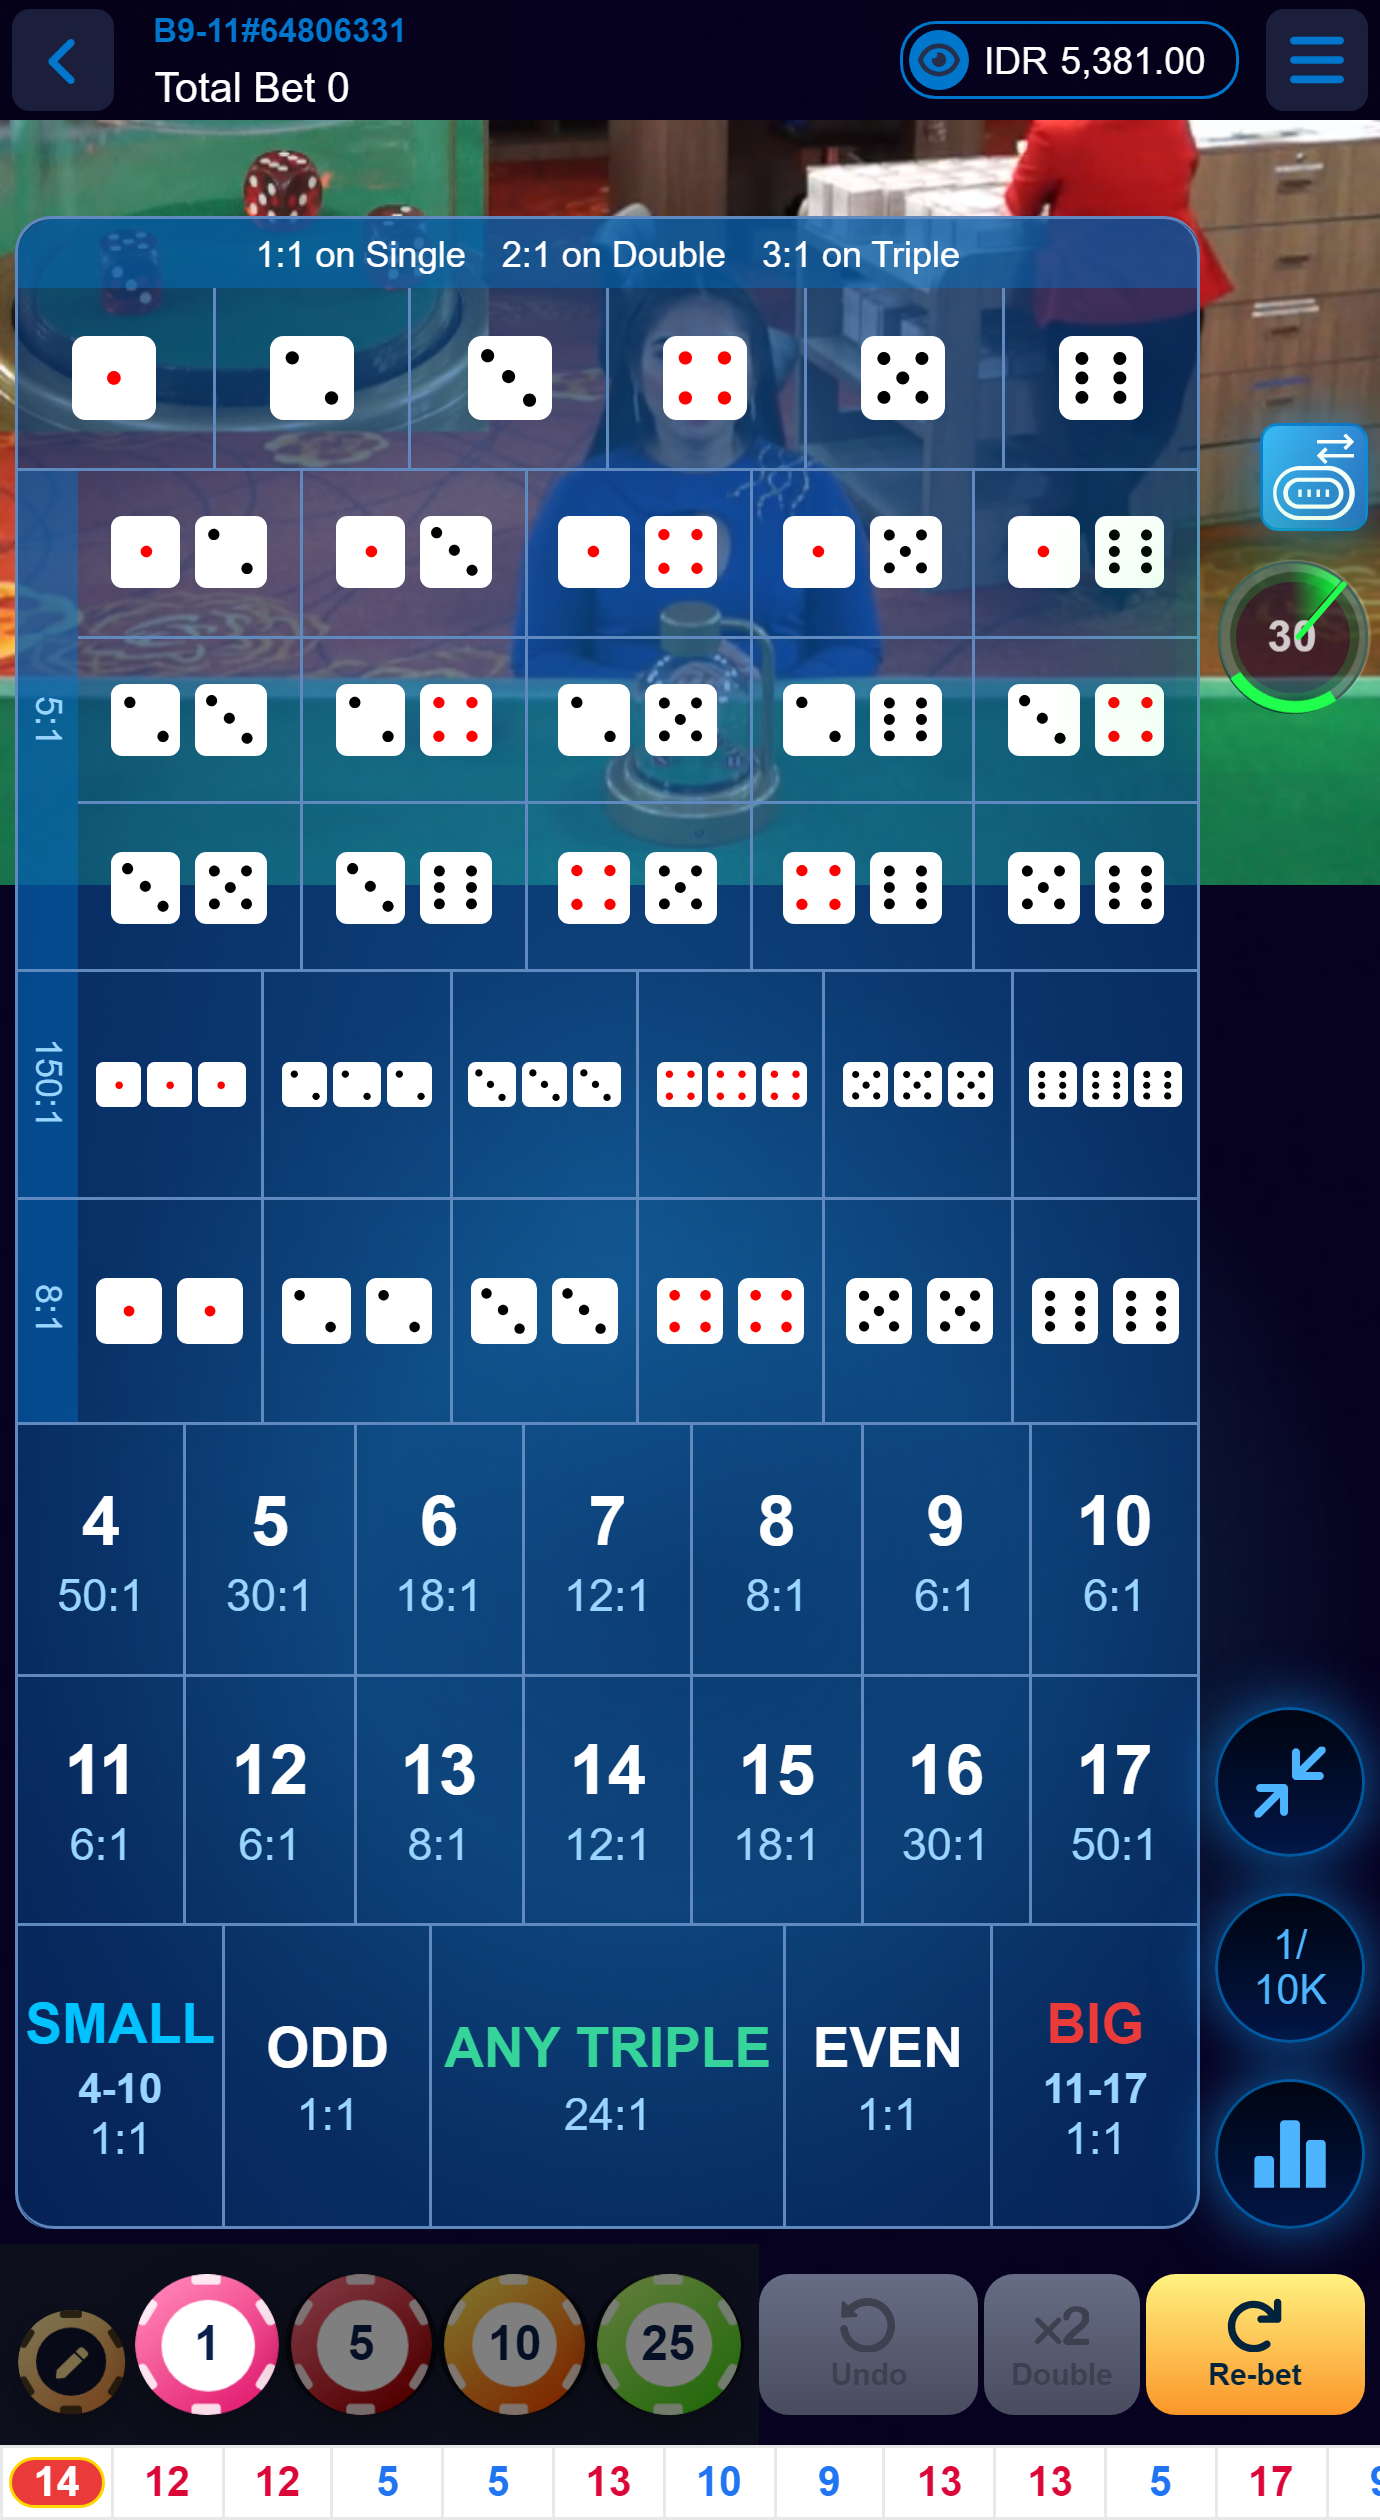 B9-11#64806331
Total Bet 0
IDR 5,381.00
1:1 on Single 2:1 on Double 3:1 on Triple
30
5:1
150:1
8:1
4 5 6 7 8 9 10
50:1 30:1 18:1 12:1 8:1 6:1 6:1
11 12 13 14 15 16 17
6:1 6:1 8:1 12:1 18:1 30:1 50:1
SMALL
4-10
1:1
ODD
1:1
ANY TRIPLE
24:1
EVEN
1:1
BIG
11-17
1:1
1/
10K
1 5 10 25
Undo
x2
Double
Re-bet
14 12 12 5 5 13 10 9 13 13 5 17